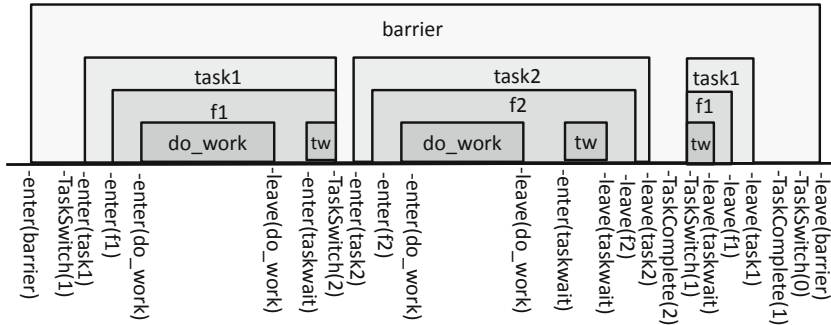 barrier
task1
task2
task1
f1
f2
f1
do_work
tw
do_work
tw
tw
-enter(barrier)
-TaskSwitch(1)
-enter(task1)
-enter(f1)
-enter(do_work)
-leave(do_work)
-enter(taskwait)
-TaskSwitch(2)
-enter(task2)
-enter(f2)
-enter(do_work)
-leave(do_work)
-enter(taskwait)
-leave(taskwait)
-leave(f2)
-leave(task2)
-TaskComplete(2)
-TaskSwitch(1)
-leave(taskwait)
-leave(f1)
-leave(task1)
-TaskComplete(1)
-TaskSwitch(0)
-leave(barrier)